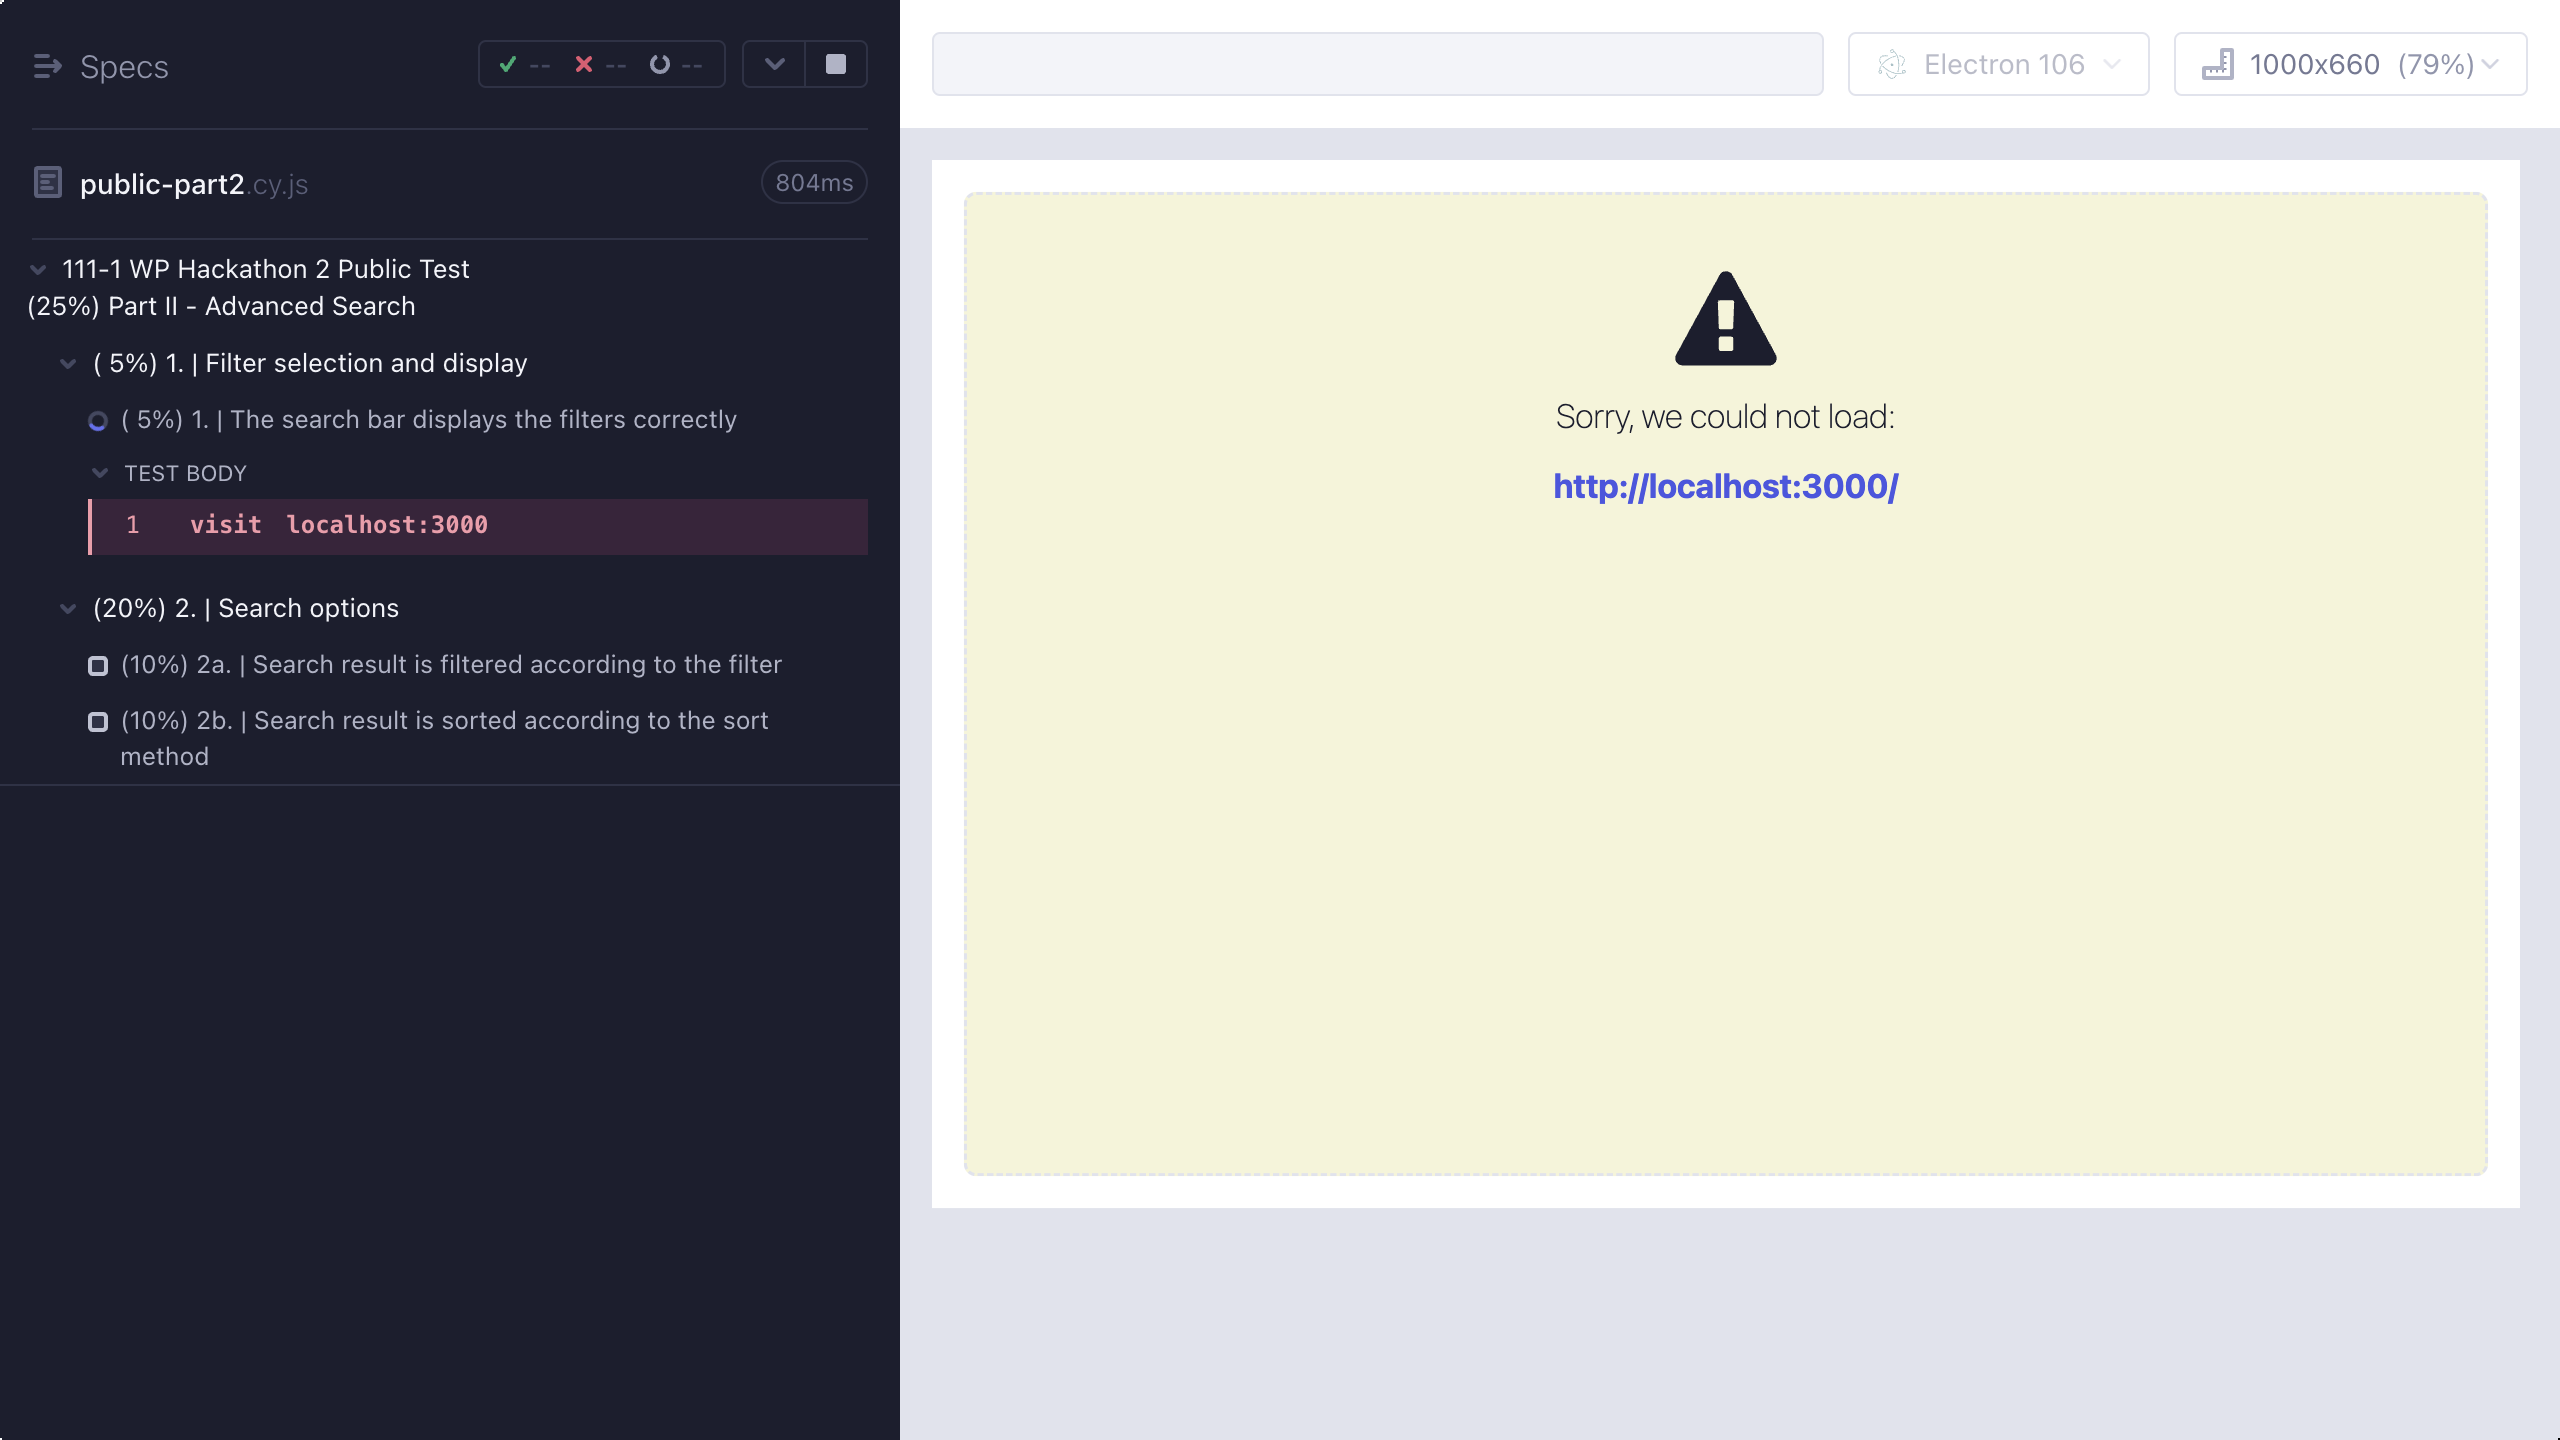 Specs
-- -- --
Electron 106
1000x660 (79%)
public-part2.cy.js
804ms
111-1 WP Hackathon 2 Public Test
(25%) Part II - Advanced Search
( 5%) 1. | Filter selection and display
( 5%) 1. | The search bar displays the filters correctly
TEST BODY
1 visit localhost:3000
(20%) 2. | Search options
(10%) 2a. | Search result is filtered according to the filter
(10%) 2b. | Search result is sorted according to the sort
method
Sorry, we could not load:
http://localhost:3000/